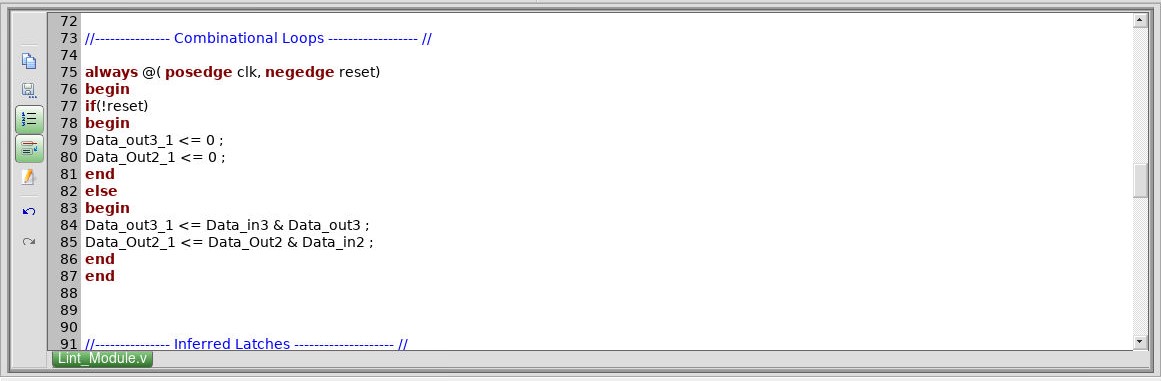 72
73 //--------------- Combinational Loops ------------------ //
74
75 always @( posedge clk, negedge reset)
76 begin
77 if(!reset)
78 begin
79 Data_out3_1 <= 0 ;
80 Data_Out2_1 <= 0 ;
81 end
82 else
83 begin
84 Data_out3_1 <= Data_in3 & Data_out3 ;
85 Data_Out2_1 <= Data_Out2 & Data_in2 ;
86 end
87 end
88
89
90
91 //--------------- Inferred Latches -------------------- //
Lint_Module.v